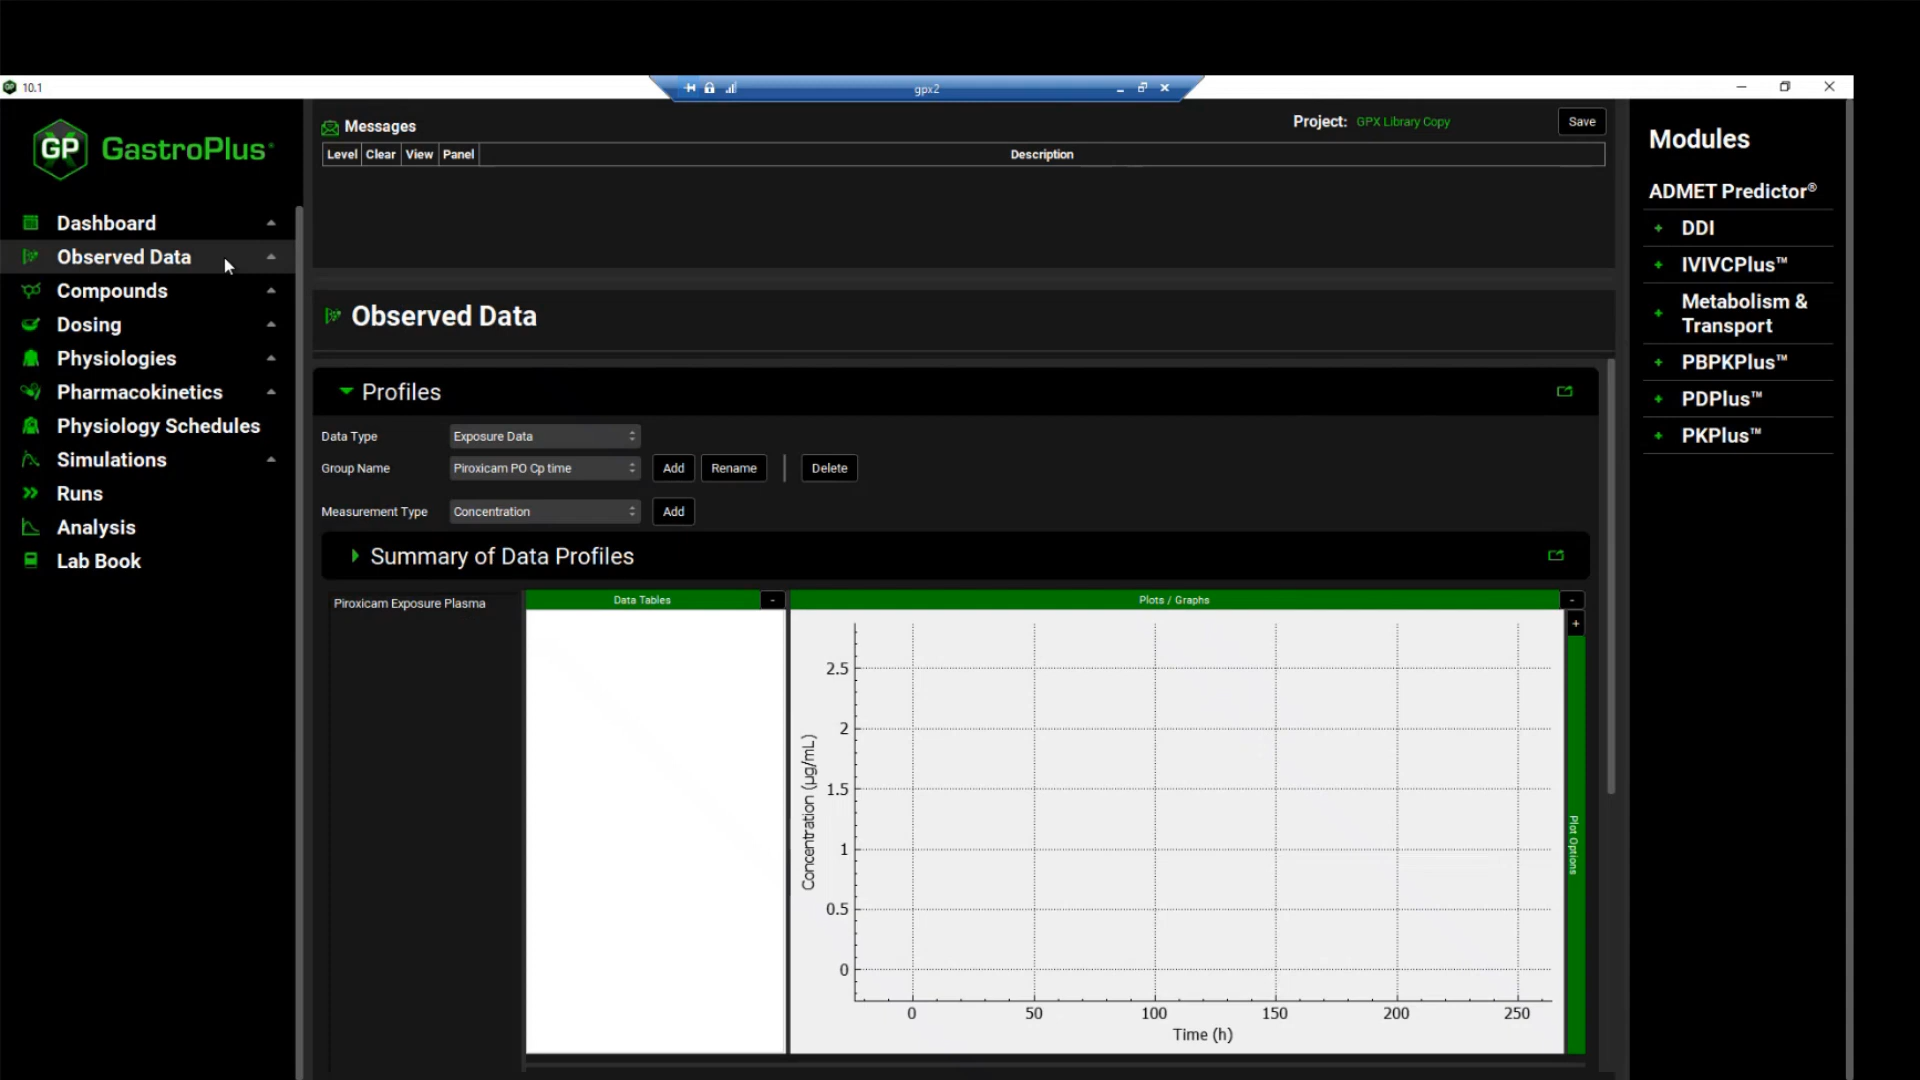 10.1
gpx2
GP GastroPlus®
Dashboard
Observed Data
Compounds
Dosing
Physiologies
Pharmacokinetics
Physiology Schedules
Simulations
Runs
Analysis
Lab Book
Messages
Project: GPX Library Copy
Save
Level Clear View Panel Description
Observed Data
Profiles
Data Type Exposure Data
Group Name Piroxicam PO Cp time Add Rename Delete
Measurement Type Concentration Add
Summary of Data Profiles
Piroxicam Exposure Plasma
Data Tables -
Plots / Graphs -
+
Plot Options
Concentration (µg/mL)
2.5
2
1.5
1
0.5
0
0 50 100 150 200 250
Time (h)
Modules
ADMET Predictor®
+ DDI
+ IVIVCPlus™
+ Metabolism &
Transport
+ PBPKPlus™
+ PDPlus™
+ PKPlus™